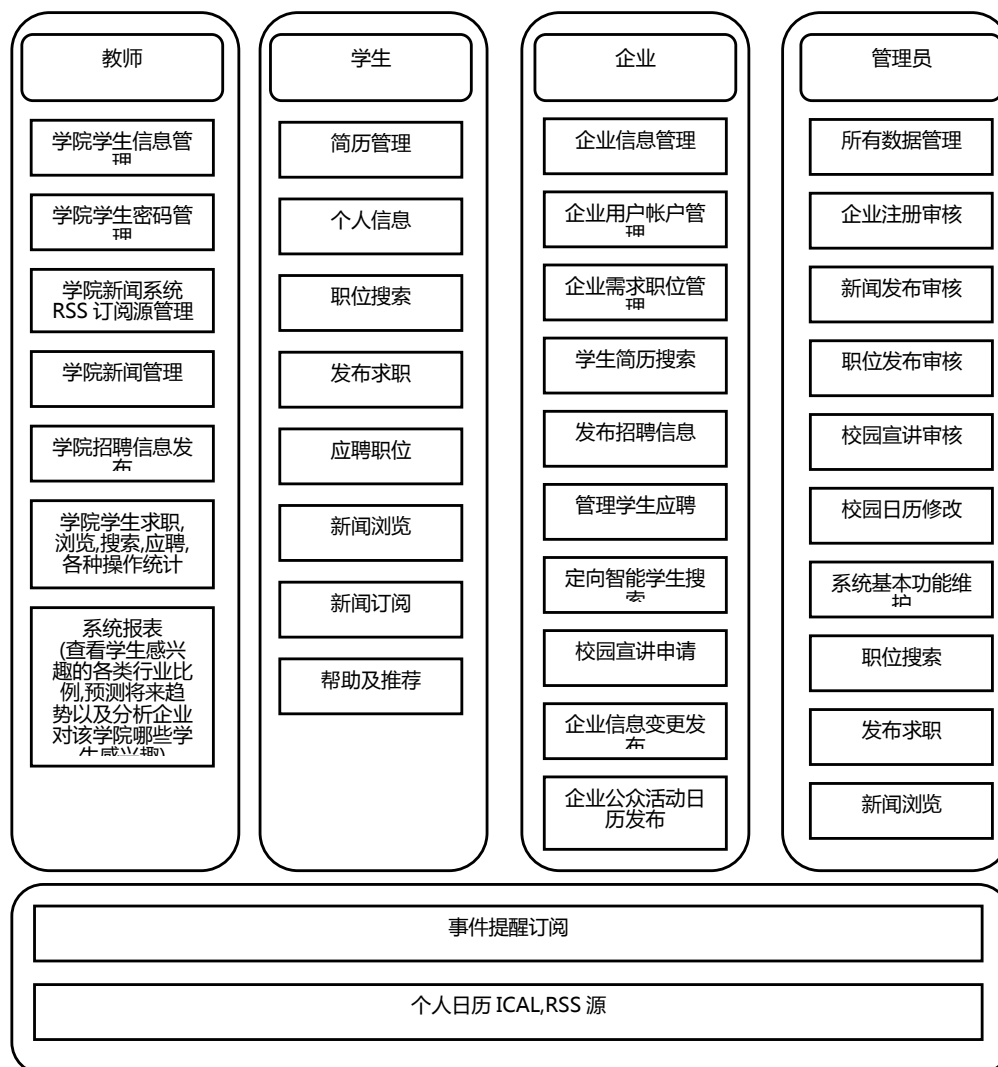 教师
学院学生信息管
理
学院学生密码管
理
学院新闻系统
RSS 订阅源管理
学院新闻管理
学院招聘信息发
布
学院学生求职,
浏览,搜索,应聘,
各种操作统计
系统报表
(查看学生感兴
趣的各类行业比
例,预测将来趋
势以及分析企业
对该学院哪些学
生感兴趣)
学生
简历管理
个人信息
职位搜索
发布求职
应聘职位
新闻浏览
新闻订阅
帮助及推荐
企业
企业信息管理
企业用户帐户管
理
企业需求职位管
理
学生简历搜索
发布招聘信息
管理学生应聘
定向智能学生搜
索
校园宣讲申请
企业信息变更发
布
企业公众活动日
历发布
管理员
所有数据管理
企业注册审核
新闻发布审核
职位发布审核
校园宣讲审核
校园日历修改
系统基本功能维
护
职位搜索
发布求职
新闻浏览
事件提醒订阅
个人日历 ICAL,RSS 源